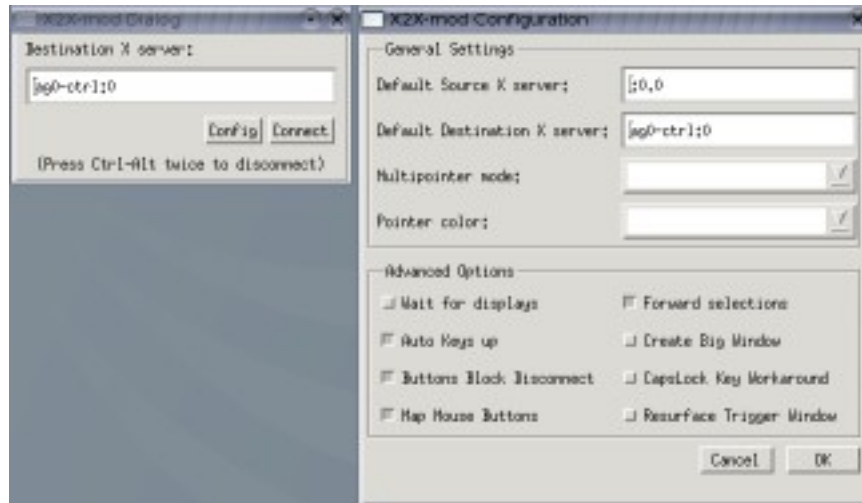 X2X-mod Dialog
Destination X server:
ag0-ctrl:0
Config Connect
(Press Ctrl-Alt twice to disconnect)
X2X-mod Configuration
General Settings
Default Source X server: :0.0
Default Destination X server: ag0-ctrl:0
Multipointer mode:
Pointer color:
Advanced Options
Wait for displays
Forward selections
Auto Keys up
Create Big Window
Buttons Block Disconnect
CapsLock Key Workaround
Map Mouse Buttons
Resurface Trigger Window
Cancel OK